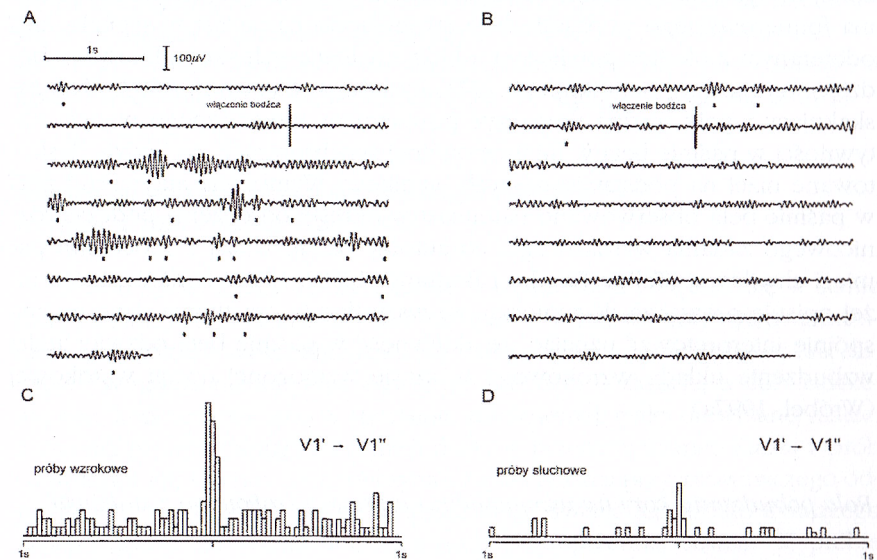 A
1s
100µV
włączenie bodźca
B
włączenie bodźca
C
V1' → V1"
próby wzrokowe
1s
1s
D
V1' → V1"
próby słuchowe
1s
1s